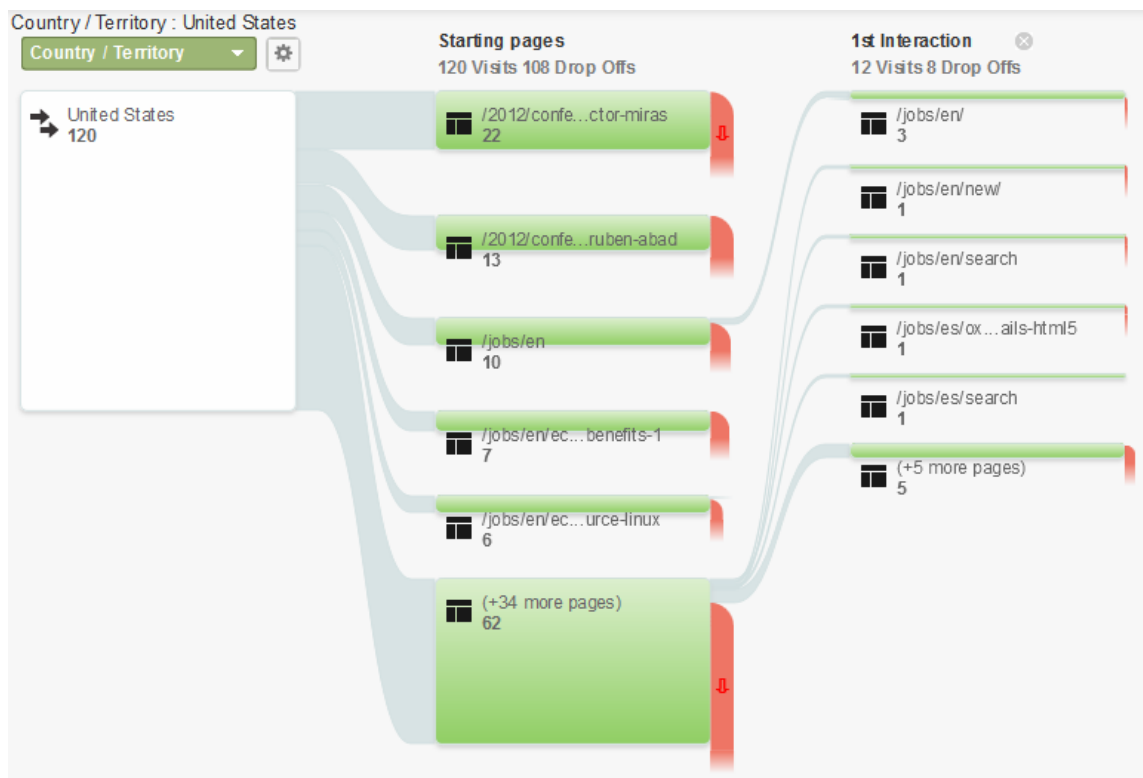 Country / Territory : United States
Country / Territory
United States
120
Starting pages
120 Visits 108 Drop Offs
/2012/confe...ctor-miras
22
/2012/confe...ruben-abad
13
/jobs/en
10
/jobs/en/ec...benefits-1
7
/jobs/en/ec...urce-linux
6
(+34 more pages)
62
1st Interaction
12 Visits 8 Drop Offs
/jobs/en/
3
/jobs/en/new/
1
/jobs/en/search
1
/jobs/es/ox...ails-html5
1
/jobs/es/search
1
(+5 more pages)
5